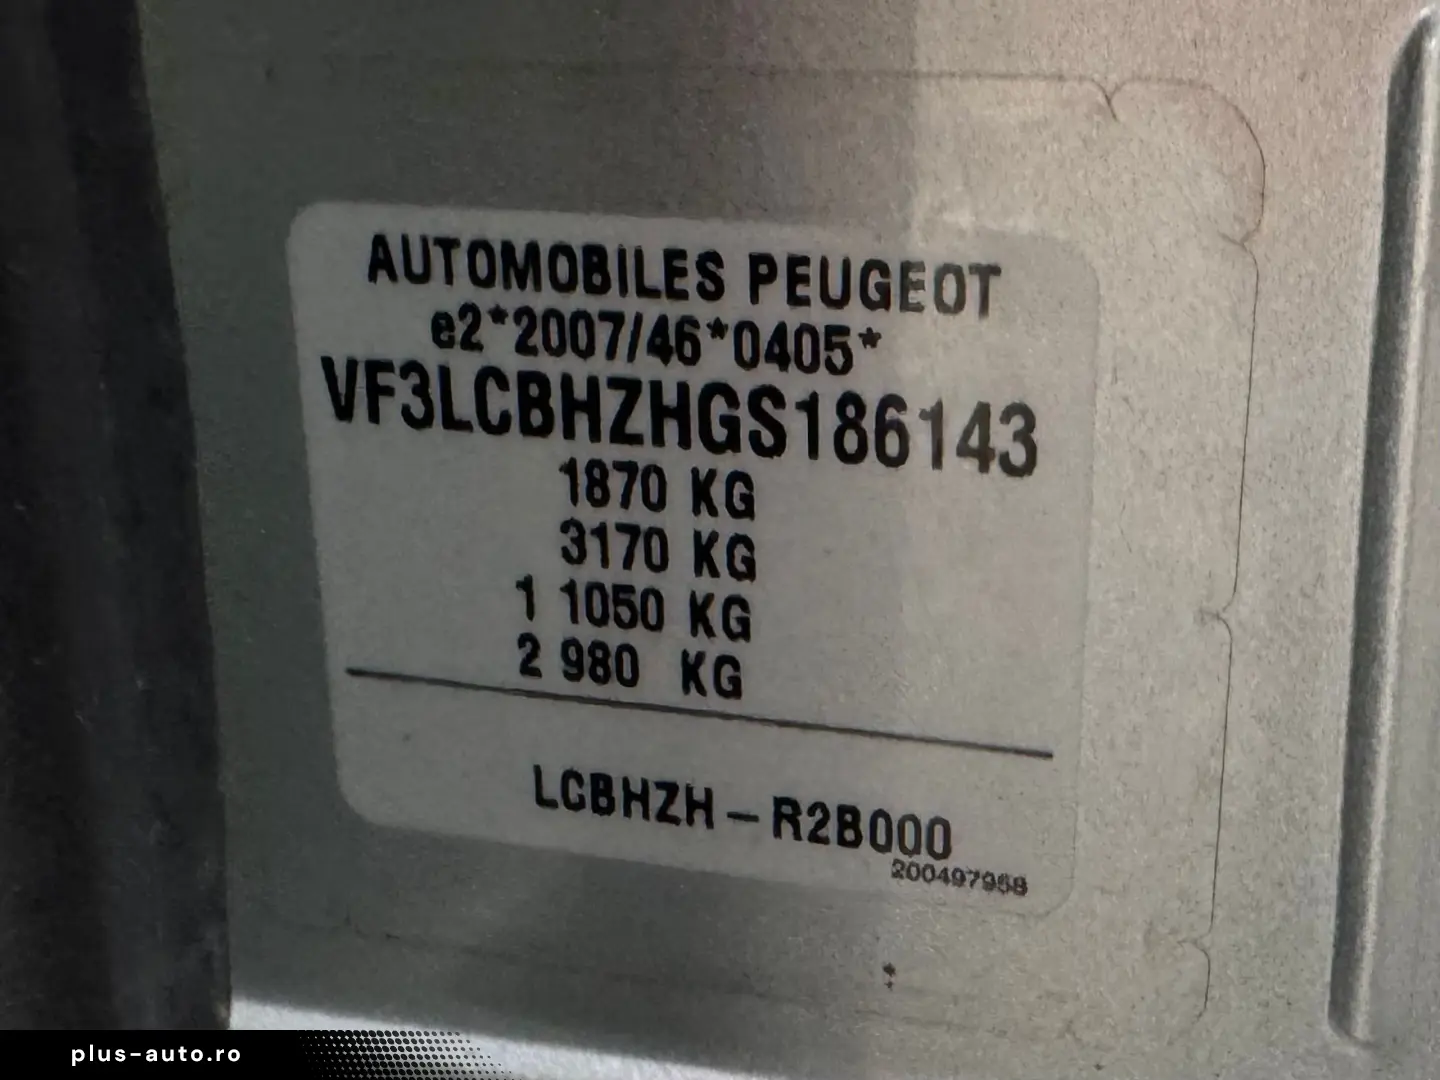 AUTOMOBILES PEUGEOT
e2*2007/46*0405*
VF3LCBHZHGS186143
1870 KG
3170 KG
1 1050 KG
2 980 KG
LCBHZH – R2B000
200497958
plus-auto.ro